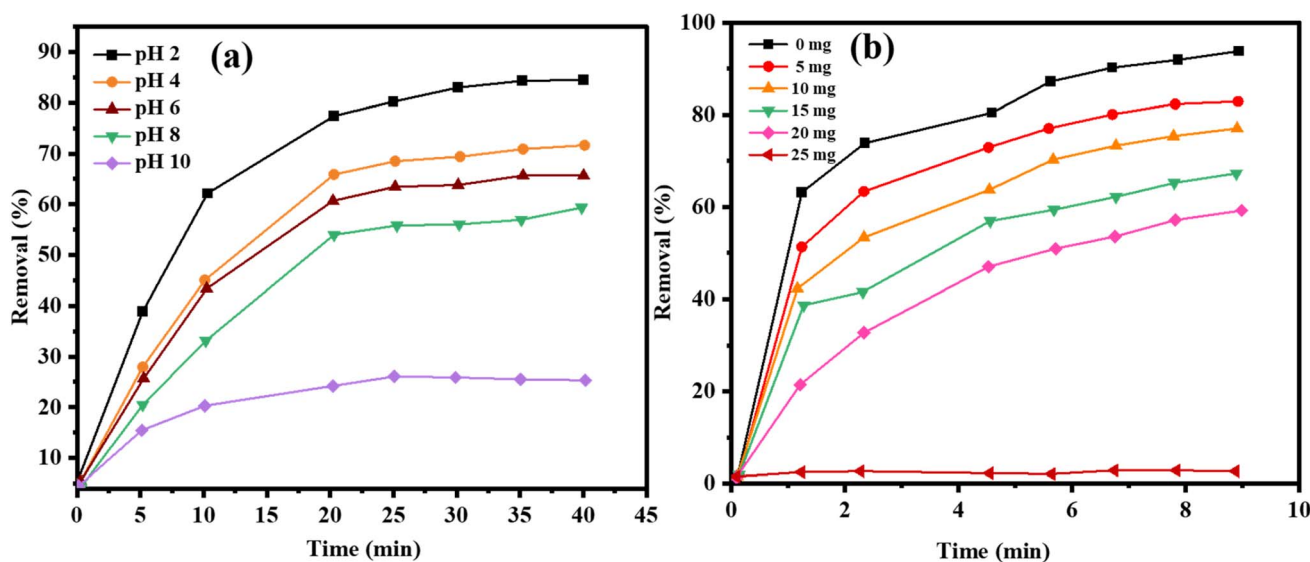 (a)
pH 2
pH 4
pH 6
pH 8
pH 10
Removal (%)
90
80
70
60
50
40
30
20
10
0 5 10 15 20 25 30 35 40 45
Time (min)
(b)
0 mg
5 mg
10 mg
15 mg
20 mg
25 mg
Removal (%)
100
80
60
40
20
0
0 2 4 6 8 10
Time (min)